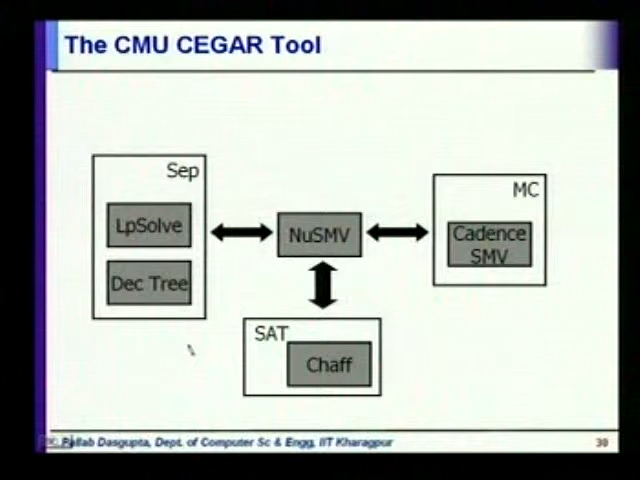 The CMU CEGAR Tool
Sep
LpSolve
Dec Tree
NuSMV
MC
Cadence
SMV
SAT
Chaff
Pallab Dasgupta, Dept. of Computer Sc & Engg, IIT Kharagpur
30